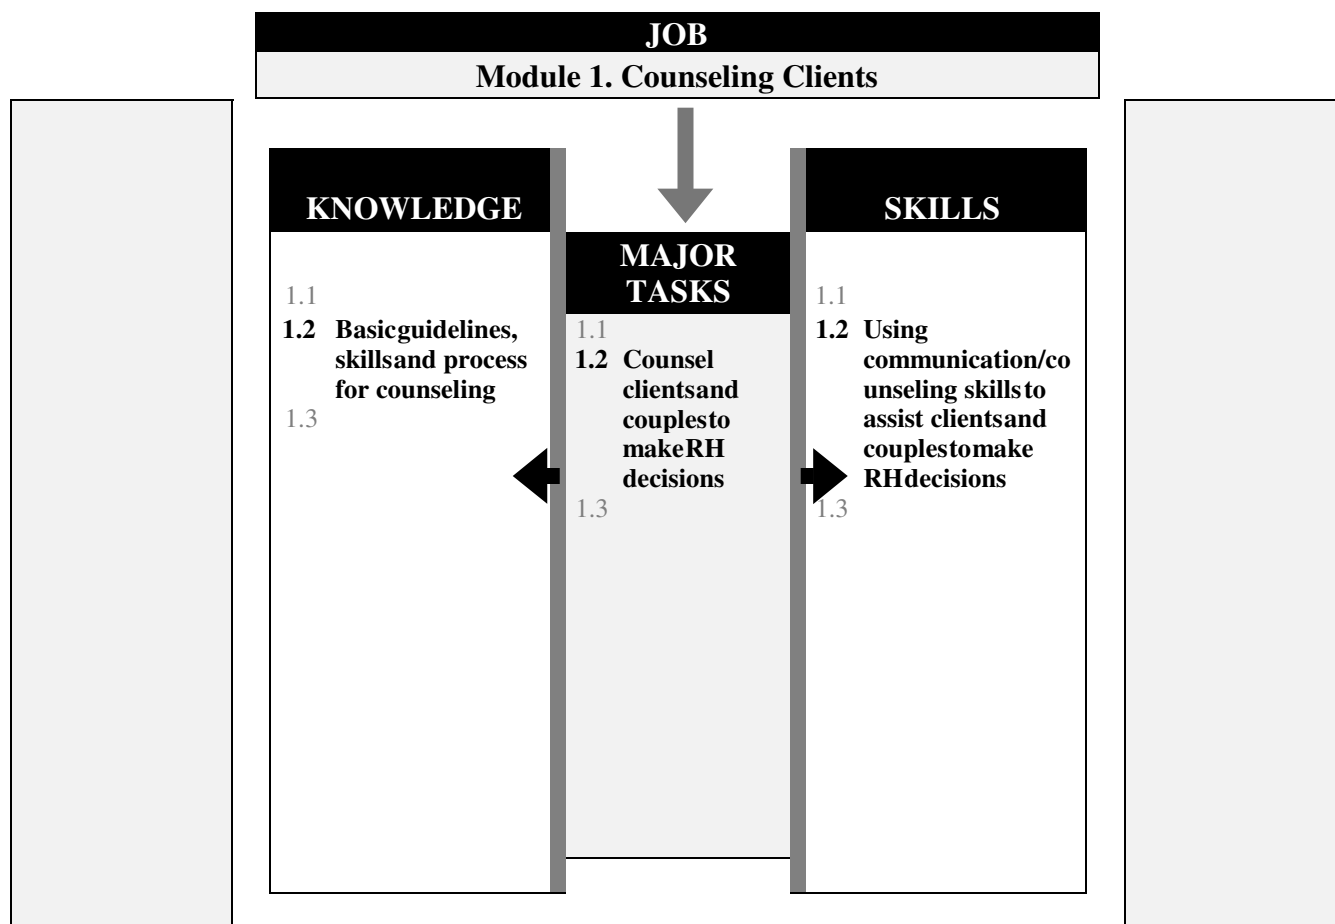 JOB
Module 1. Counseling Clients
KNOWLEDGE
1.1
1.2 Basicguidelines,
skillsand process
for counseling
1.3
MAJOR
TASKS
1.1
1.2 Counsel
clientsand
couplesto
makeRH
decisions
1.3
SKILLS
1.1
1.2 Using
communication/co
unseling skillsto
assist clientsand
couplestomake
RHdecisions
1.3